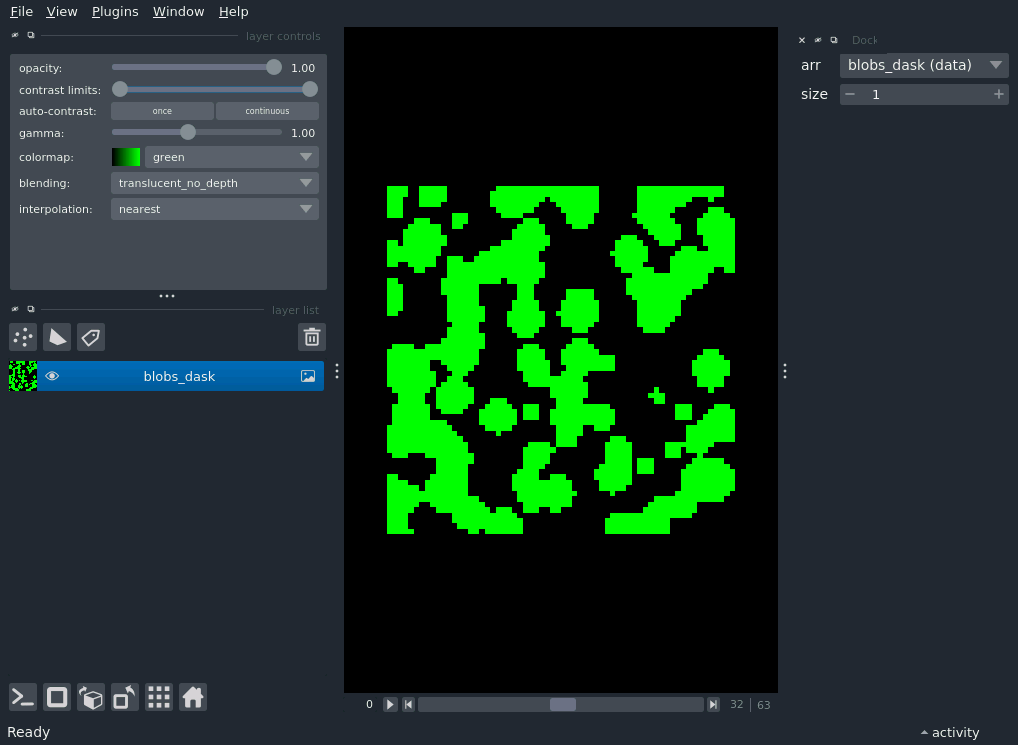 File View Plugins Window Help
layer controls
opacity: 1.00
contrast limits:
auto-contrast: once continuous
gamma: 1.00
colormap: green
blending: translucent_no_depth
interpolation: nearest
layer list
blobs_dask
0 32 63
Dock
arr blobs_dask (data)
size 1
Ready
activity